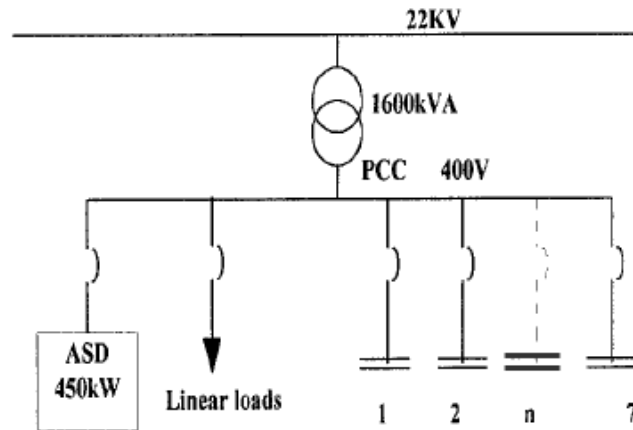 22KV
1600kVA
PCC 400V
ASD
450kW
Linear loads
1 2 n 7